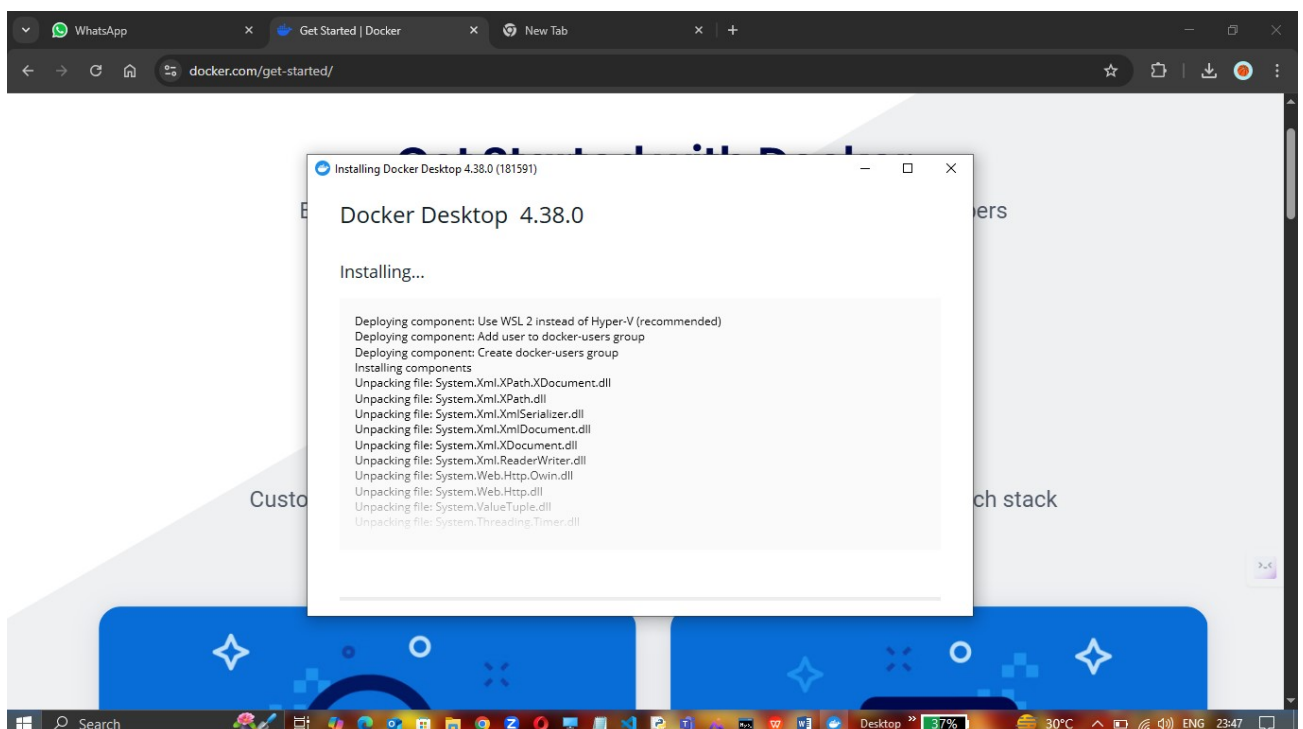 WhatsApp
Get Started | Docker
New Tab
docker.com/get-started/
Installing Docker Desktop 4.38.0 (181591)
Docker Desktop 4.38.0
Installing...
Deploying component: Use WSL 2 instead of Hyper-V (recommended)
Deploying component: Add user to docker-users group
Deploying component: Create docker-users group
Installing components
Unpacking file: System.Xml.XPath.XDocument.dll
Unpacking file: System.Xml.XPath.dll
Unpacking file: System.Xml.XmlSerializer.dll
Unpacking file: System.Xml.XmlDocument.dll
Unpacking file: System.Xml.XDocument.dll
Unpacking file: System.Xml.ReaderWriter.dll
Unpacking file: System.Web.Http.Owin.dll
Unpacking file: System.Web.Http.dll
Unpacking file: System.ValueTuple.dll
Unpacking file: System.Threading.Timer.dll
Custo
ch stack
Search
Desktop
37%
30°C
ENG
23:47